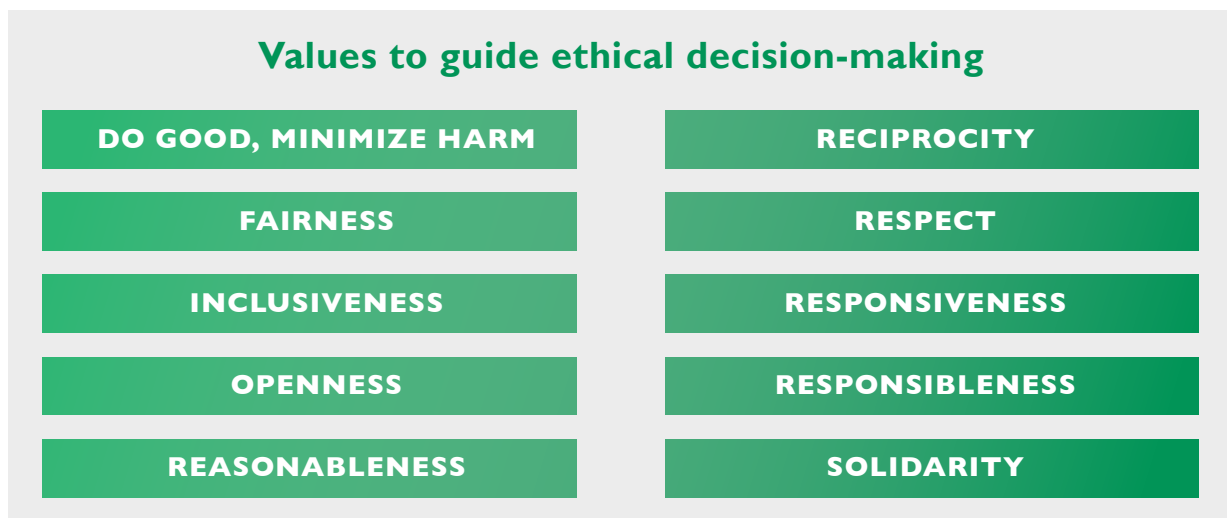 Values to guide ethical decision-making
DO GOOD, MINIMIZE HARM
FAIRNESS
INCLUSIVENESS
OPENNESS
REASONABLENESS
RECIPROCITY
RESPECT
RESPONSIVENESS
RESPONSIBLENESS
SOLIDARITY